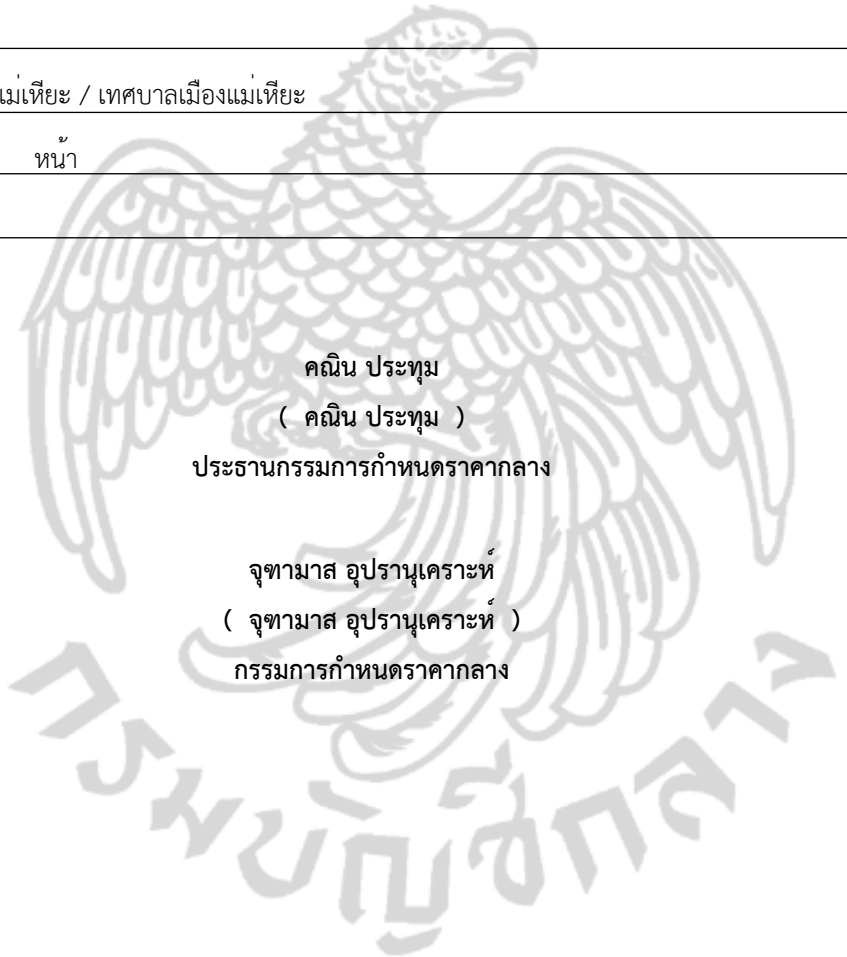 แม่เหียะ / เทศบาลเมืองแม่เหียะ
หน้า
คณิน ประทุม
( คณิน ประทุม )
ประธานกรรมการกำหนดราคากลาง
จุฑามาส อุปรานุเคราะห์
( จุฑามาส อุปรานุเคราะห์ )
กรรมการกำหนดราคากลาง
กรมบัญชีกลาง